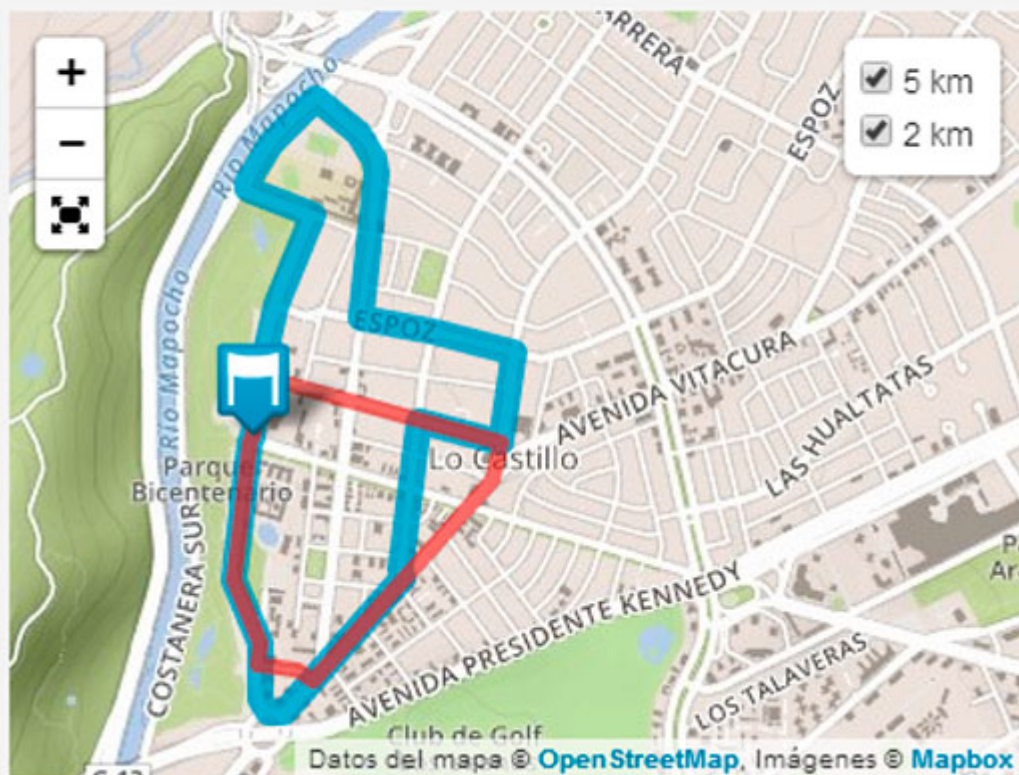 ARRERA
5 km
2 km
ESPOZ
Río Mapocho
Río Mapocho
ESPOZ
AVENIDA VITACURA
LAS HUALTATAS
Lo Castillo
Parque
Bicentenario
COSTANERA SUR
AVENIDA PRESIDENTE KENNEDY
P
Ar
LOS TALAVERAS
Club de Golf
Datos del mapa © OpenStreetMap, Imágenes © Mapbox